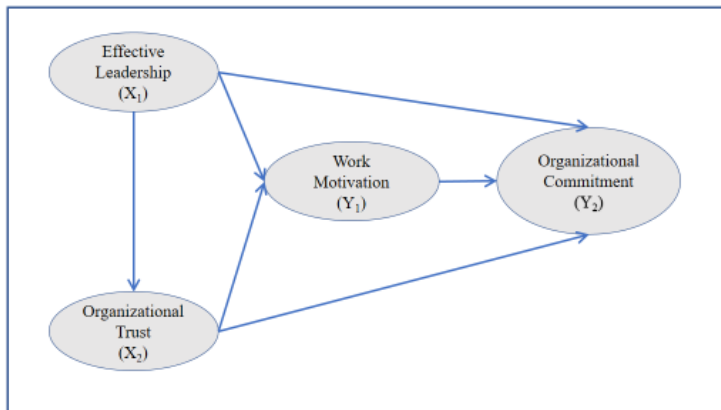 Effective
Leadership
(X₁)
Work
Motivation
(Y₁)
Organizational
Commitment
(Y₂)
Organizational
Trust
(X₂)